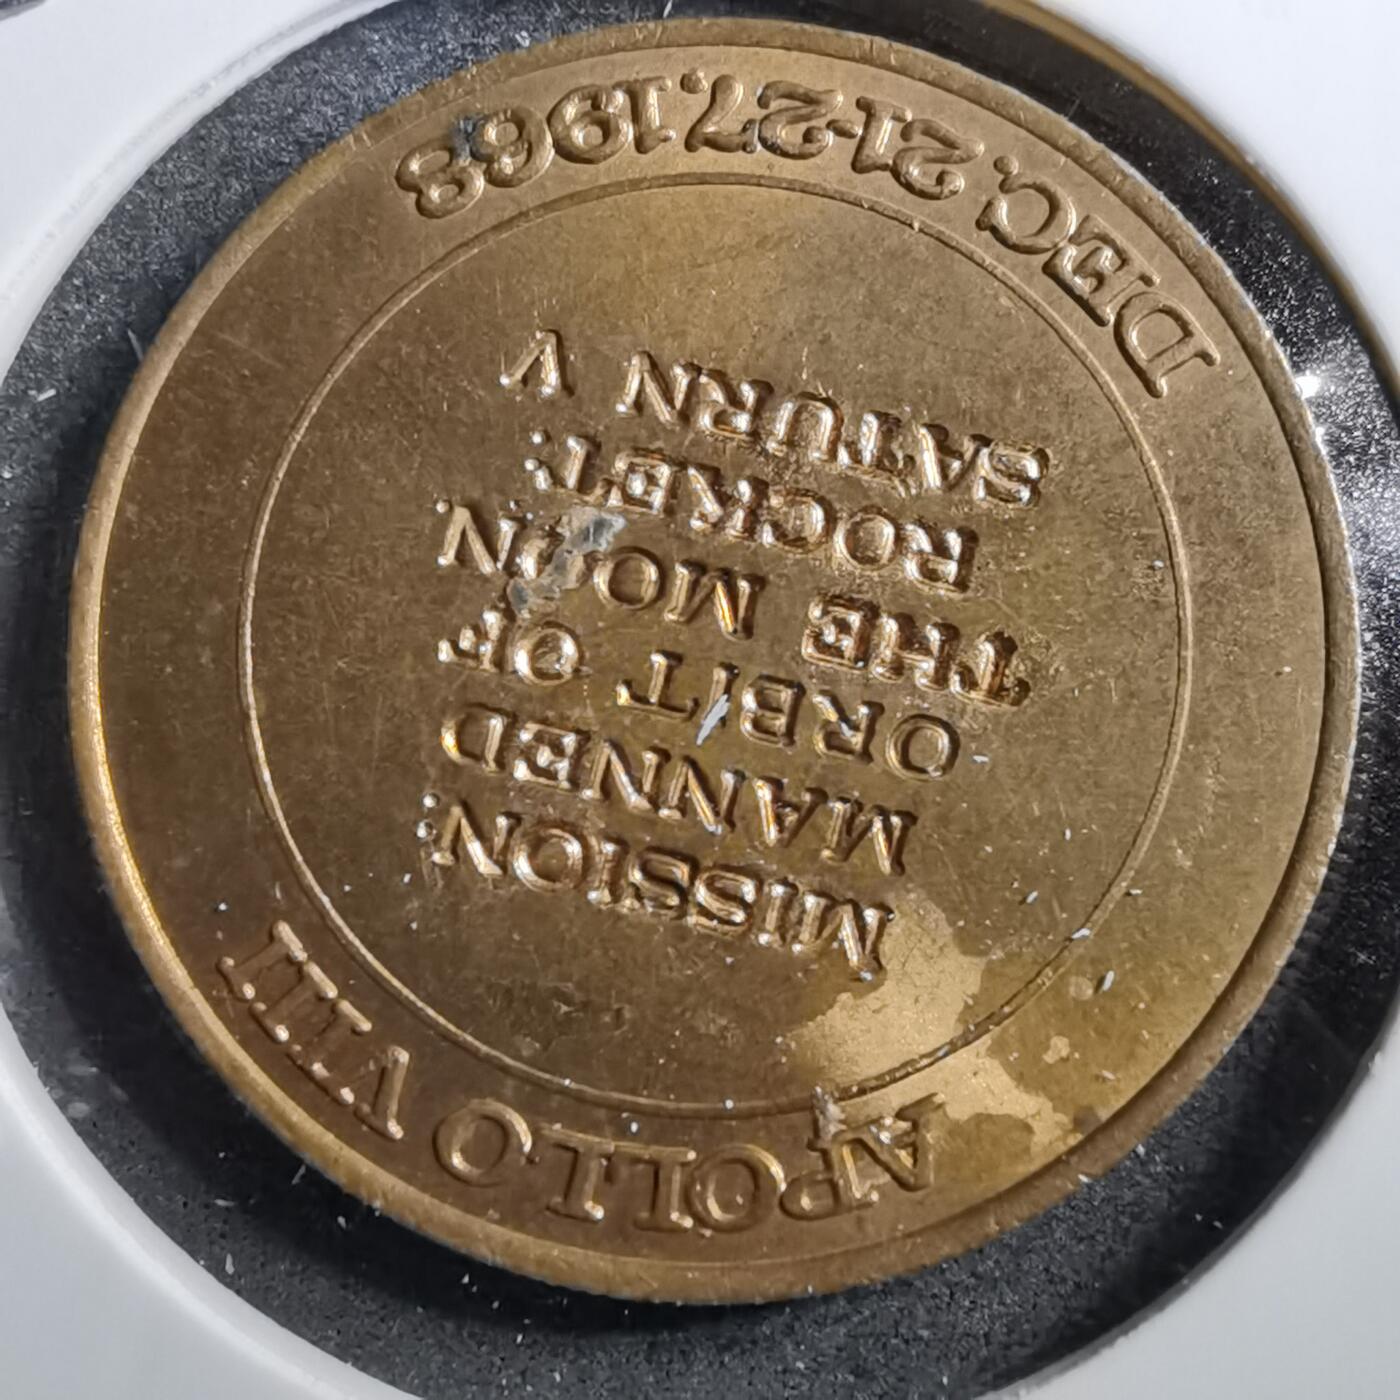 APOLLO VIII
MISSION:
MANNED
ORBIT OF
THE MOON.
ROCKET:
SATURN V
DEC. 21-27, 1968